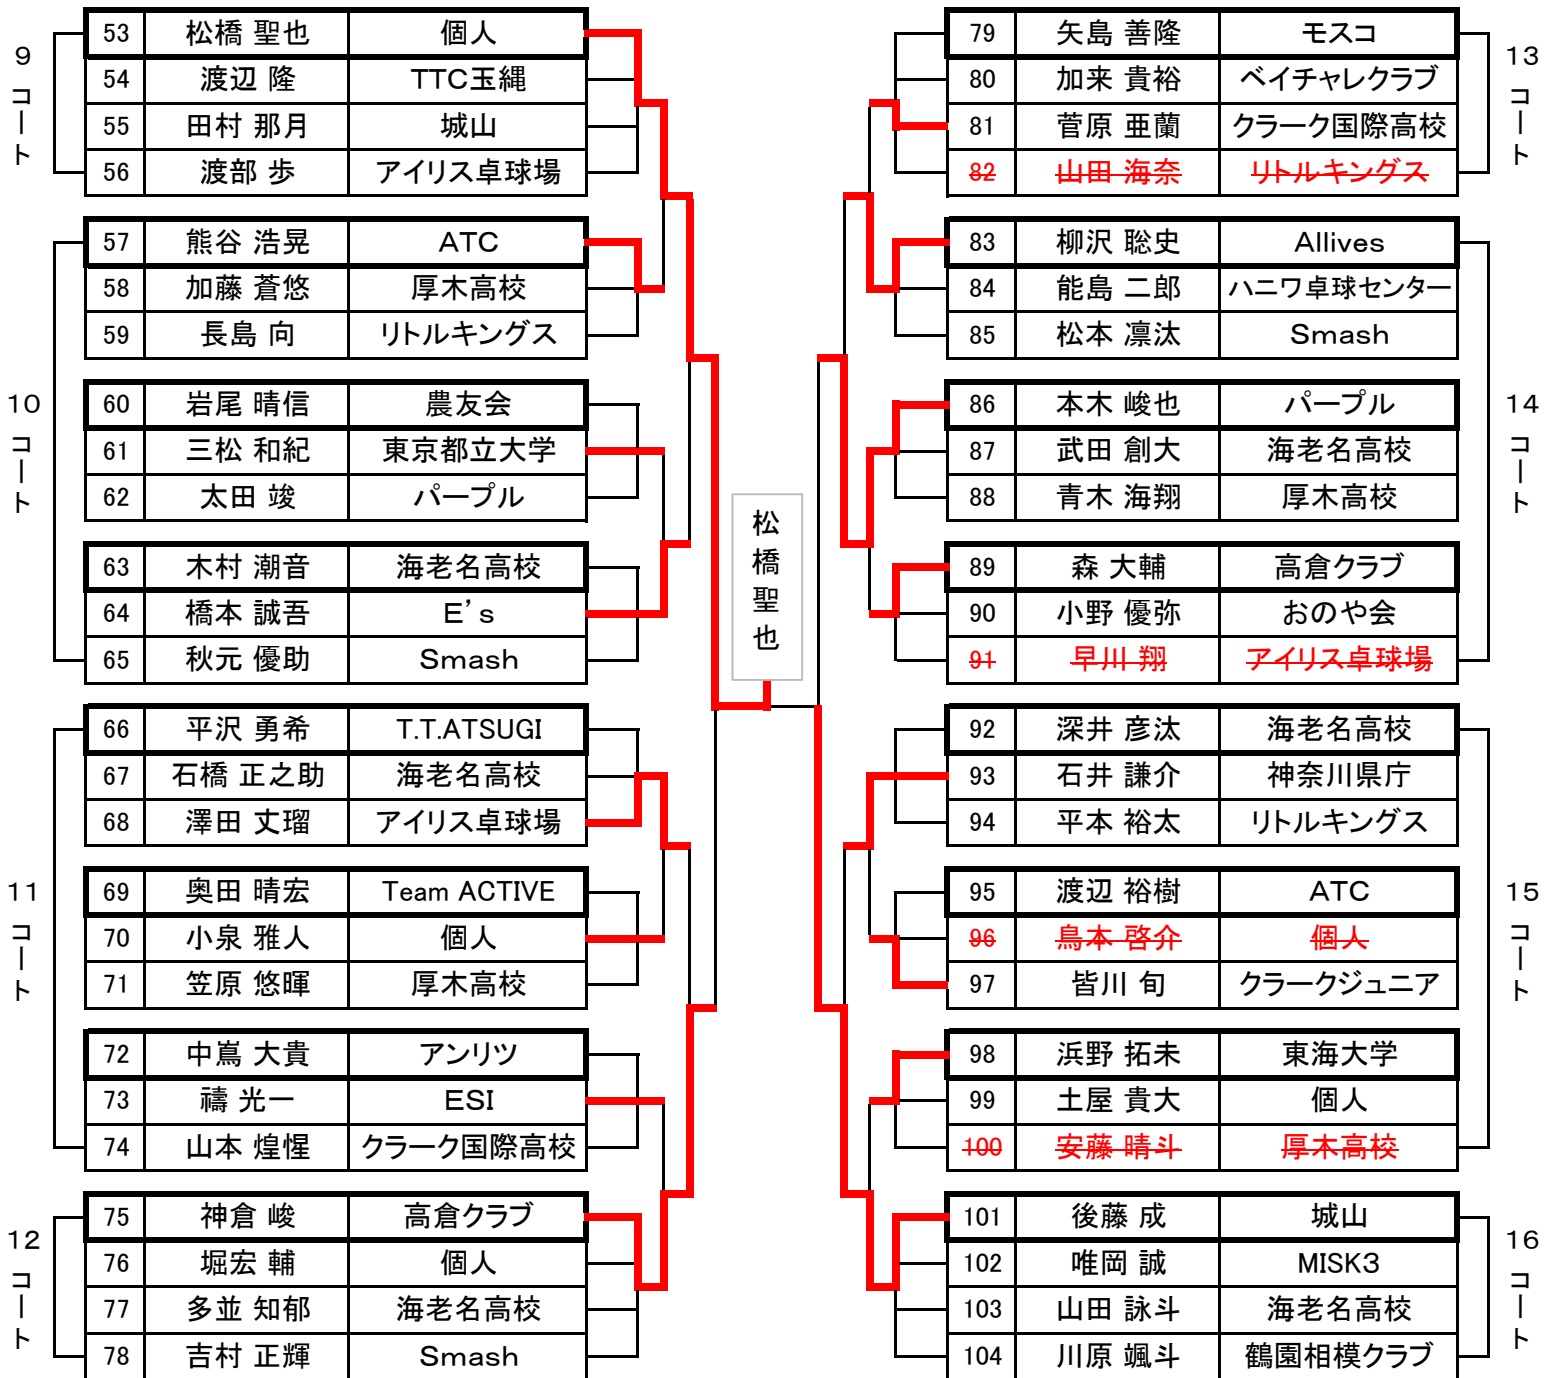 9コート
53 松橋 聖也 個人
54 渡辺 隆 TTC玉縄
55 田村 那月 城山
56 渡部 歩 アイリス卓球場
10コート
57 熊谷 浩晃 ATC
58 加藤 蒼悠 厚木高校
59 長島 向 リトルキングス
60 岩尾 晴信 農友会
61 三松 和紀 東京都立大学
62 太田 竣 パープル
63 木村 潮音 海老名高校
64 橋本 誠吾 E’s
65 秋元 優助 Smash
11コート
66 平沢 勇希 T.T.ATSUGI
67 石橋 正之助 海老名高校
68 澤田 丈瑠 アイリス卓球場
69 奥田 晴宏 Team ACTIVE
70 小泉 雅人 個人
71 笠原 悠暉 厚木高校
72 中嶌 大貴 アンリツ
73 禱 光一 ESI
74 山本 煌惺 クラーク国際高校
12コート
75 神倉 峻 高倉クラブ
76 堀宏 輔 個人
77 多並 知郁 海老名高校
78 吉村 正輝 Smash
松橋聖也
13コート
79 矢島 善隆 モスコ
80 加来 貴裕 ベイチャレクラブ
81 菅原 亜蘭 クラーク国際高校
82 山田 海奈 リトルキングス
14コート
83 柳沢 聡史 Allives
84 能島 二郎 ハニワ卓球センター
85 松本 凛汰 Smash
86 本木 峻也 パープル
87 武田 創大 海老名高校
88 青木 海翔 厚木高校
89 森 大輔 高倉クラブ
90 小野 優弥 おのや会
91 早川 翔 アイリス卓球場
15コート
92 深井 彦汰 海老名高校
93 石井 謙介 神奈川県庁
94 平本 裕太 リトルキングス
95 渡辺 裕樹 ATC
96 鳥本 啓介 個人
97 皆川 旬 クラークジュニア
98 浜野 拓未 東海大学
99 土屋 貴大 個人
100 安藤 晴斗 厚木高校
16コート
101 後藤 成 城山
102 唯岡 誠 MISK3
103 山田 詠斗 海老名高校
104 川原 颯斗 鶴園相模クラブ